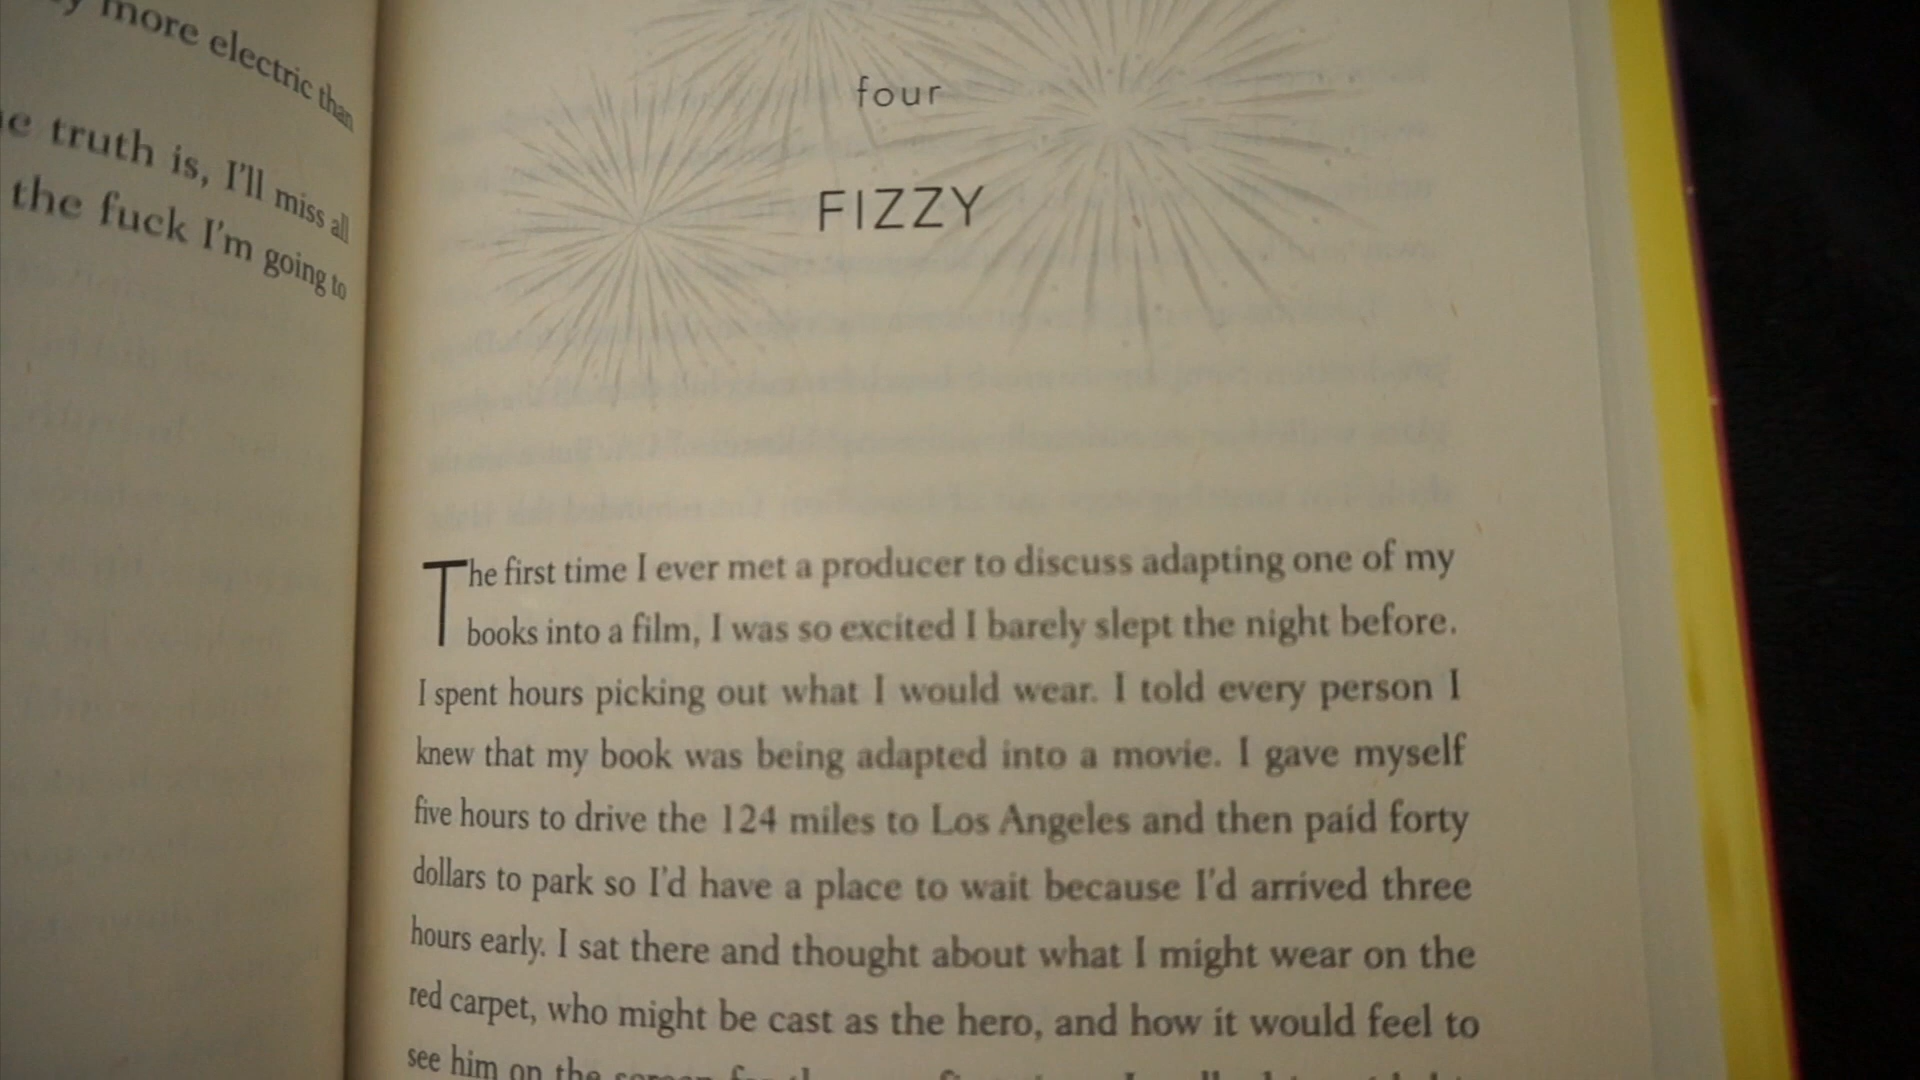 more electric than
truth is, I'll miss all
the fuck I'm going to
four
FIZZY
The first time I ever met a producer to discuss adapting one of my
books into a film, I was so excited I barely slept the night before.
I spent hours picking out what I would wear. I told every person I
knew that my book was being adapted into a movie. I gave myself
five hours to drive the 124 miles to Los Angeles and then paid forty
dollars to park so I'd have a place to wait because I'd arrived three
hours early. I sat there and thought about what I might wear on the
red carpet, who might be cast as the hero, and how it would feel to
see him on the screen